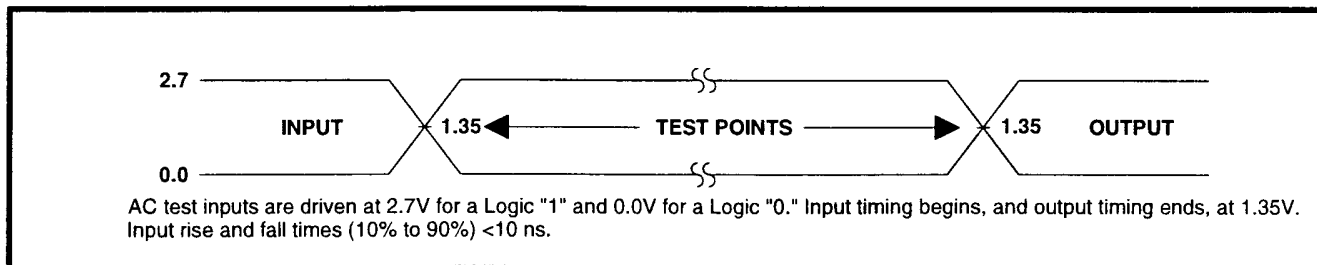 2.7
INPUT 1.35 TEST POINTS 1.35 OUTPUT
0.0
AC test inputs are driven at 2.7V for a Logic "1" and 0.0V for a Logic "0." Input timing begins, and output timing ends, at 1.35V.
Input rise and fall times (10% to 90%) <10 ns.